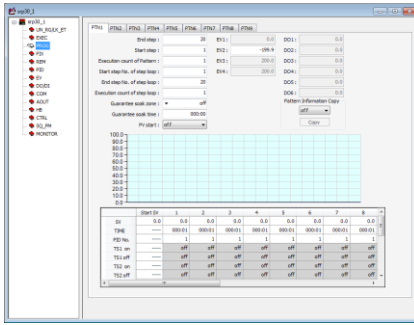 srp30_1
srp30_1
UN_RG/LK_ET
EXEC
PROG
FIX
REM
PID
EV
DO/DI
COM
AOUT
HB
CTRL
SQ_PM
MONITOR
PTN1 PTN2 PTN3 PTN4 PTN5 PTN6 PTN7 PTN8 PTN9
End step : 20 EV1 : 0.0 DO1 : 0.0
Start step : 1 EV2 : -199.9 DO2 : 0.0
Execution count of Pattern : 1 EV3 : 200.0 DO3 : 0.0
Start step No. of step loop : 1 EV4 : 200.0 DO4 : 0.0
End step No. of step loop : 20 DO5 : 0.0
Execution count of step loop : 1 DO6 : 0.0
Guarantee soak zone : off
Pattern Information Copy
off
Guarantee soak time : 000:00
Copy
PV start : off
100.0
90.0
80.0
70.0
60.0
50.0
40.0
30.0
20.0
10.0
0.0
Start SV 1 2 3 4 5 6 7 8
SV 0.0 0.0 0.0 0.0 0.0 0.0 0.0 0.0 0.0
TIME ---- 000:01 000:01 000:01 000:01 000:01 000:01 000:01 000:01
PID No. ---- 1 1 1 1 1 1 1 1
TS1 on ---- off off off off off off off off
TS1 off ---- off off off off off off off off
TS2 on ---- off off off off off off off off
TS2 off ---- off off off off off off off off